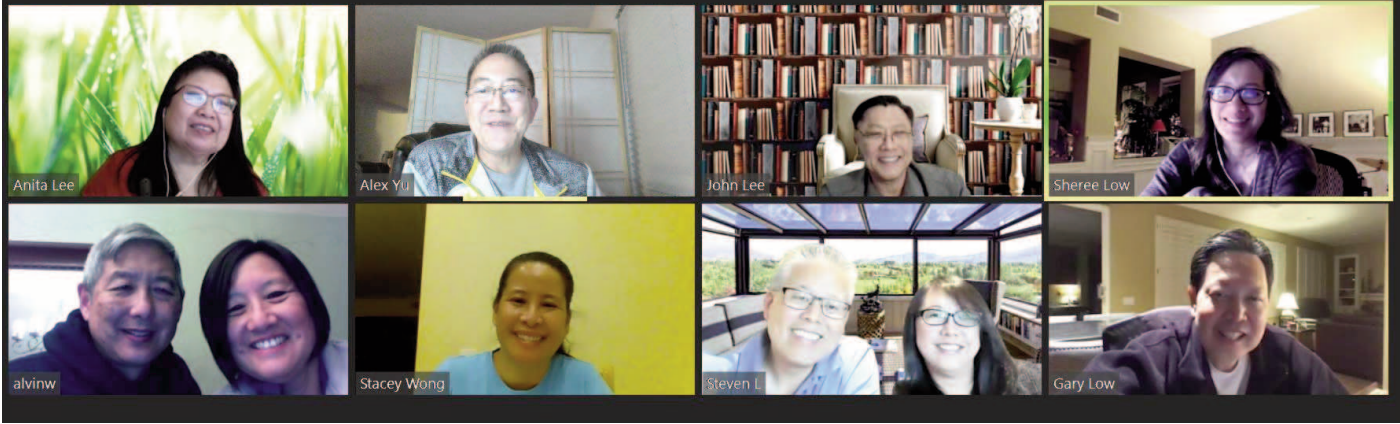 Anita Lee
Alex Yu
John Lee
Sheree Low
alvinw
Stacey Wong
Steven L
Gary Low